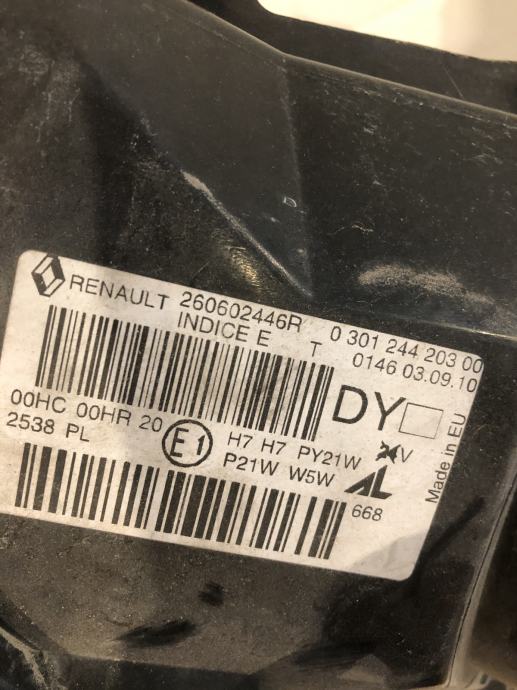 RENAULT 260602446R 0 301 244 203 00
INDICE E T 0146 03.09.10
DY
00HC 00HR 20 E1 H7 H7 PY21W
2538 PL P21W W5W AL
668
Made in EU